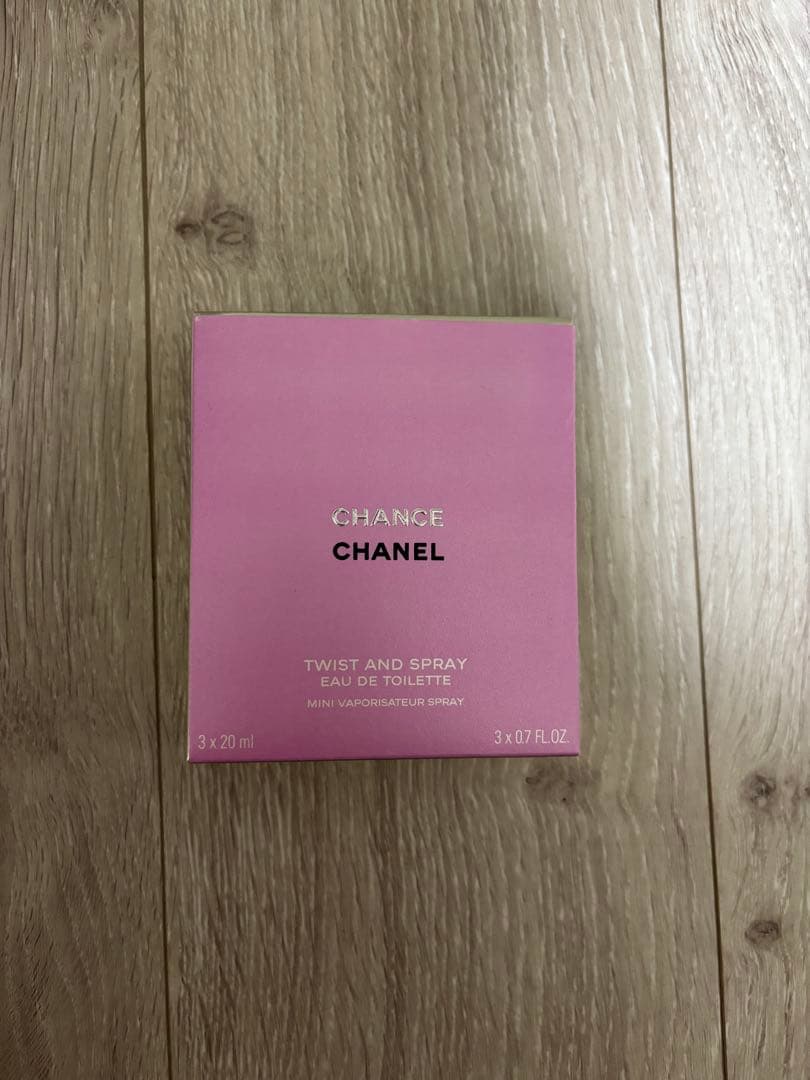 CHANCE
CHANEL
TWIST AND SPRAY
EAU DE TOILETTE
MINI VAPORISATEUR SPRAY
3 x 20 ml
3 x 0.7 FL.OZ.